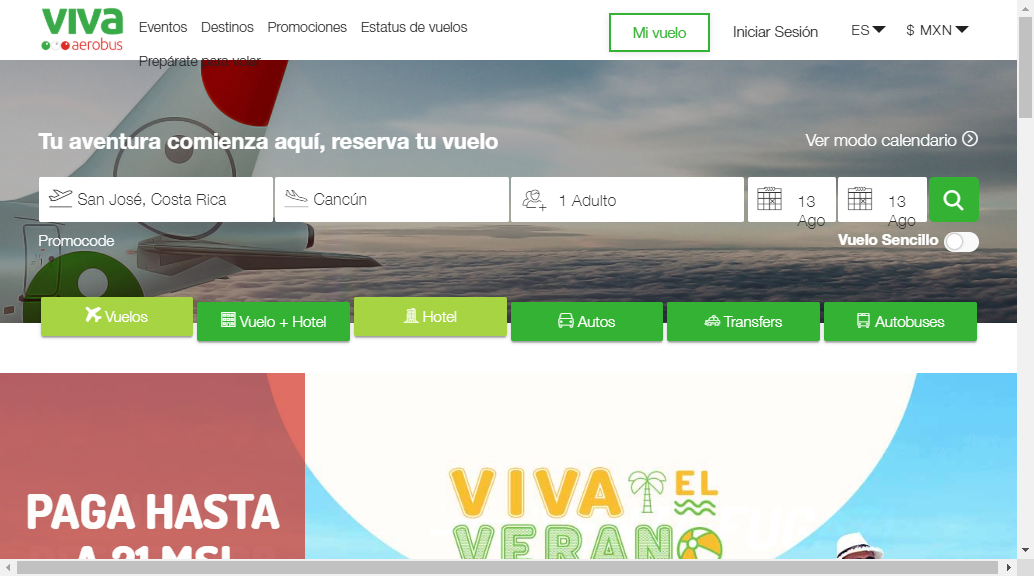 viva
aerobus
Eventos Destinos Promociones Estatus de vuelos
Prepárate para volar
Mi vuelo
Iniciar Sesión
ES
$ MXN
Tu aventura comienza aquí, reserva tu vuelo
Ver modo calendario
San José, Costa Rica
Cancún
1 Adulto
13
Ago
13
Ago
Promocode
Vuelo Sencillo
Vuelos
Vuelo + Hotel
Hotel
Autos
Transfers
Autobuses
PAGA HASTA
A 21 MSI
VIVA EL
VERANO